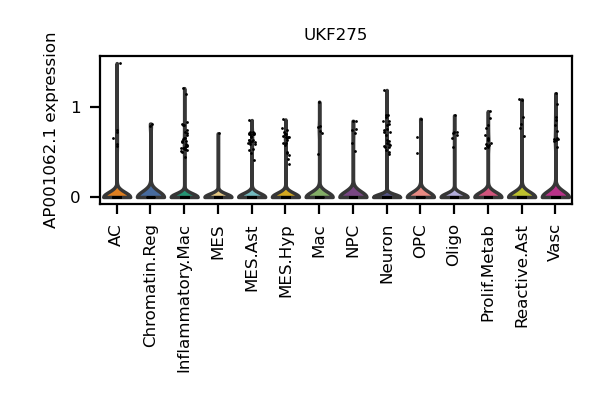 UKF275
AP001062.1 expression
1
0
AC
Chromatin.Reg
Inflammatory.Mac
MES
MES.Ast
MES.Hyp
Mac
NPC
Neuron
OPC
Oligo
Prolif.Metab
Reactive.Ast
Vasc